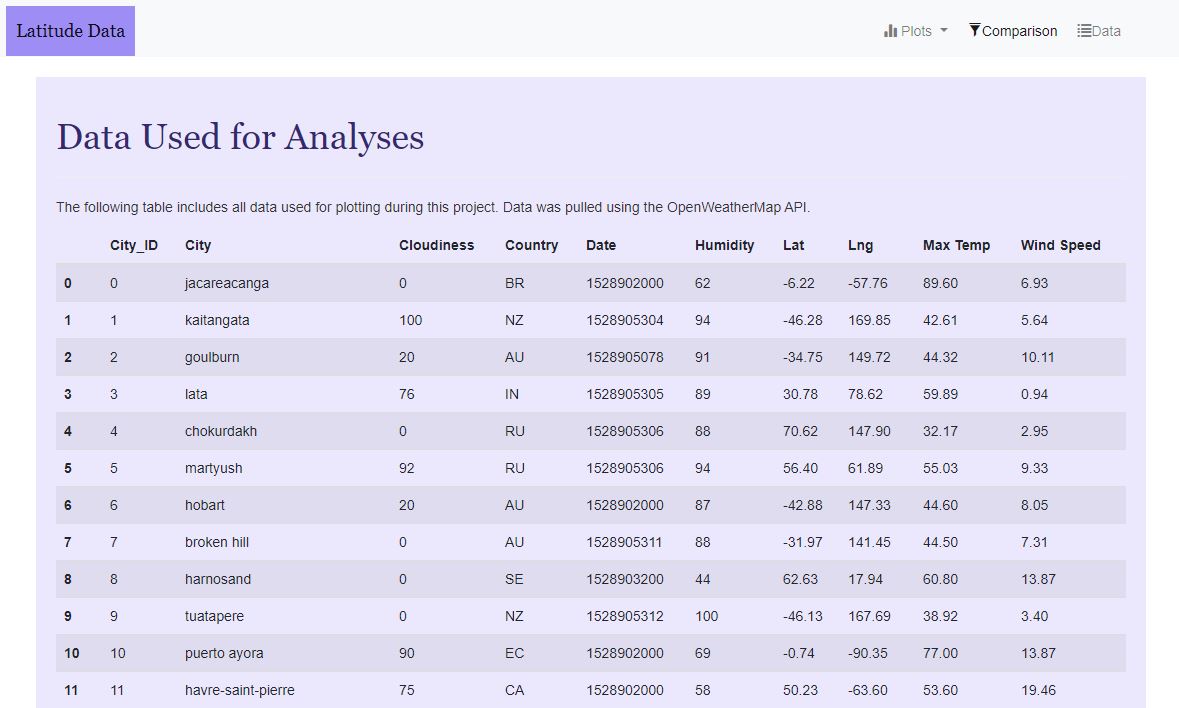 Latitude Data Plots Comparison Data
Data Used for Analyses
The following table includes all data used for plotting during this project. Data was pulled using the OpenWeatherMap API.
City_ID City Cloudiness Country Date Humidity Lat Lng Max Temp Wind Speed
0 0 jacareacanga 0 BR 1528902000 62 -6.22 -57.76 89.60 6.93
1 1 kaitangata 100 NZ 1528905304 94 -46.28 169.85 42.61 5.64
2 2 goulburn 20 AU 1528905078 91 -34.75 149.72 44.32 10.11
3 3 lata 76 IN 1528905305 89 30.78 78.62 59.89 0.94
4 4 chokurdakh 0 RU 1528905306 88 70.62 147.90 32.17 2.95
5 5 martyush 92 RU 1528905306 94 56.40 61.89 55.03 9.33
6 6 hobart 20 AU 1528902000 87 -42.88 147.33 44.60 8.05
7 7 broken hill 0 AU 1528905311 88 -31.97 141.45 44.50 7.31
8 8 harnosand 0 SE 1528903200 44 62.63 17.94 60.80 13.87
9 9 tuatapere 0 NZ 1528905312 100 -46.13 167.69 38.92 3.40
10 10 puerto ayora 90 EC 1528902000 69 -0.74 -90.35 77.00 13.87
11 11 havre-saint-pierre 75 CA 1528902000 58 50.23 -63.60 53.60 19.46